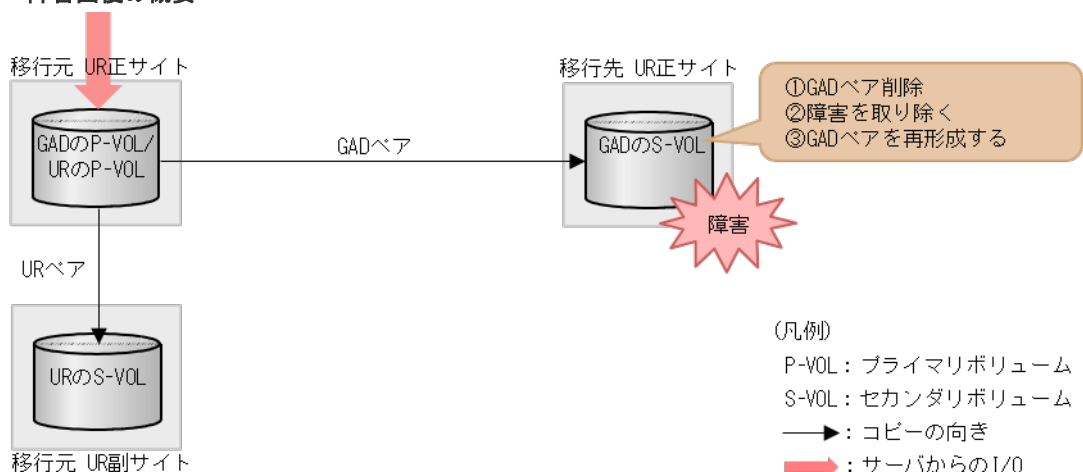 移行元 UR正サイト
移行先 UR正サイト
①GADペア削除
②障害を取り除く
③GADペアを再形成する
GADのP-VOL/
URのP-VOL
GADペア
GADのS-VOL
障害
URペア
URのS-VOL
移行元 UR副サイト
(凡例)
P-VOL：プライマリボリューム
S-VOL：セカンダリボリューム
：コピーの向き
：サーバからのI/O